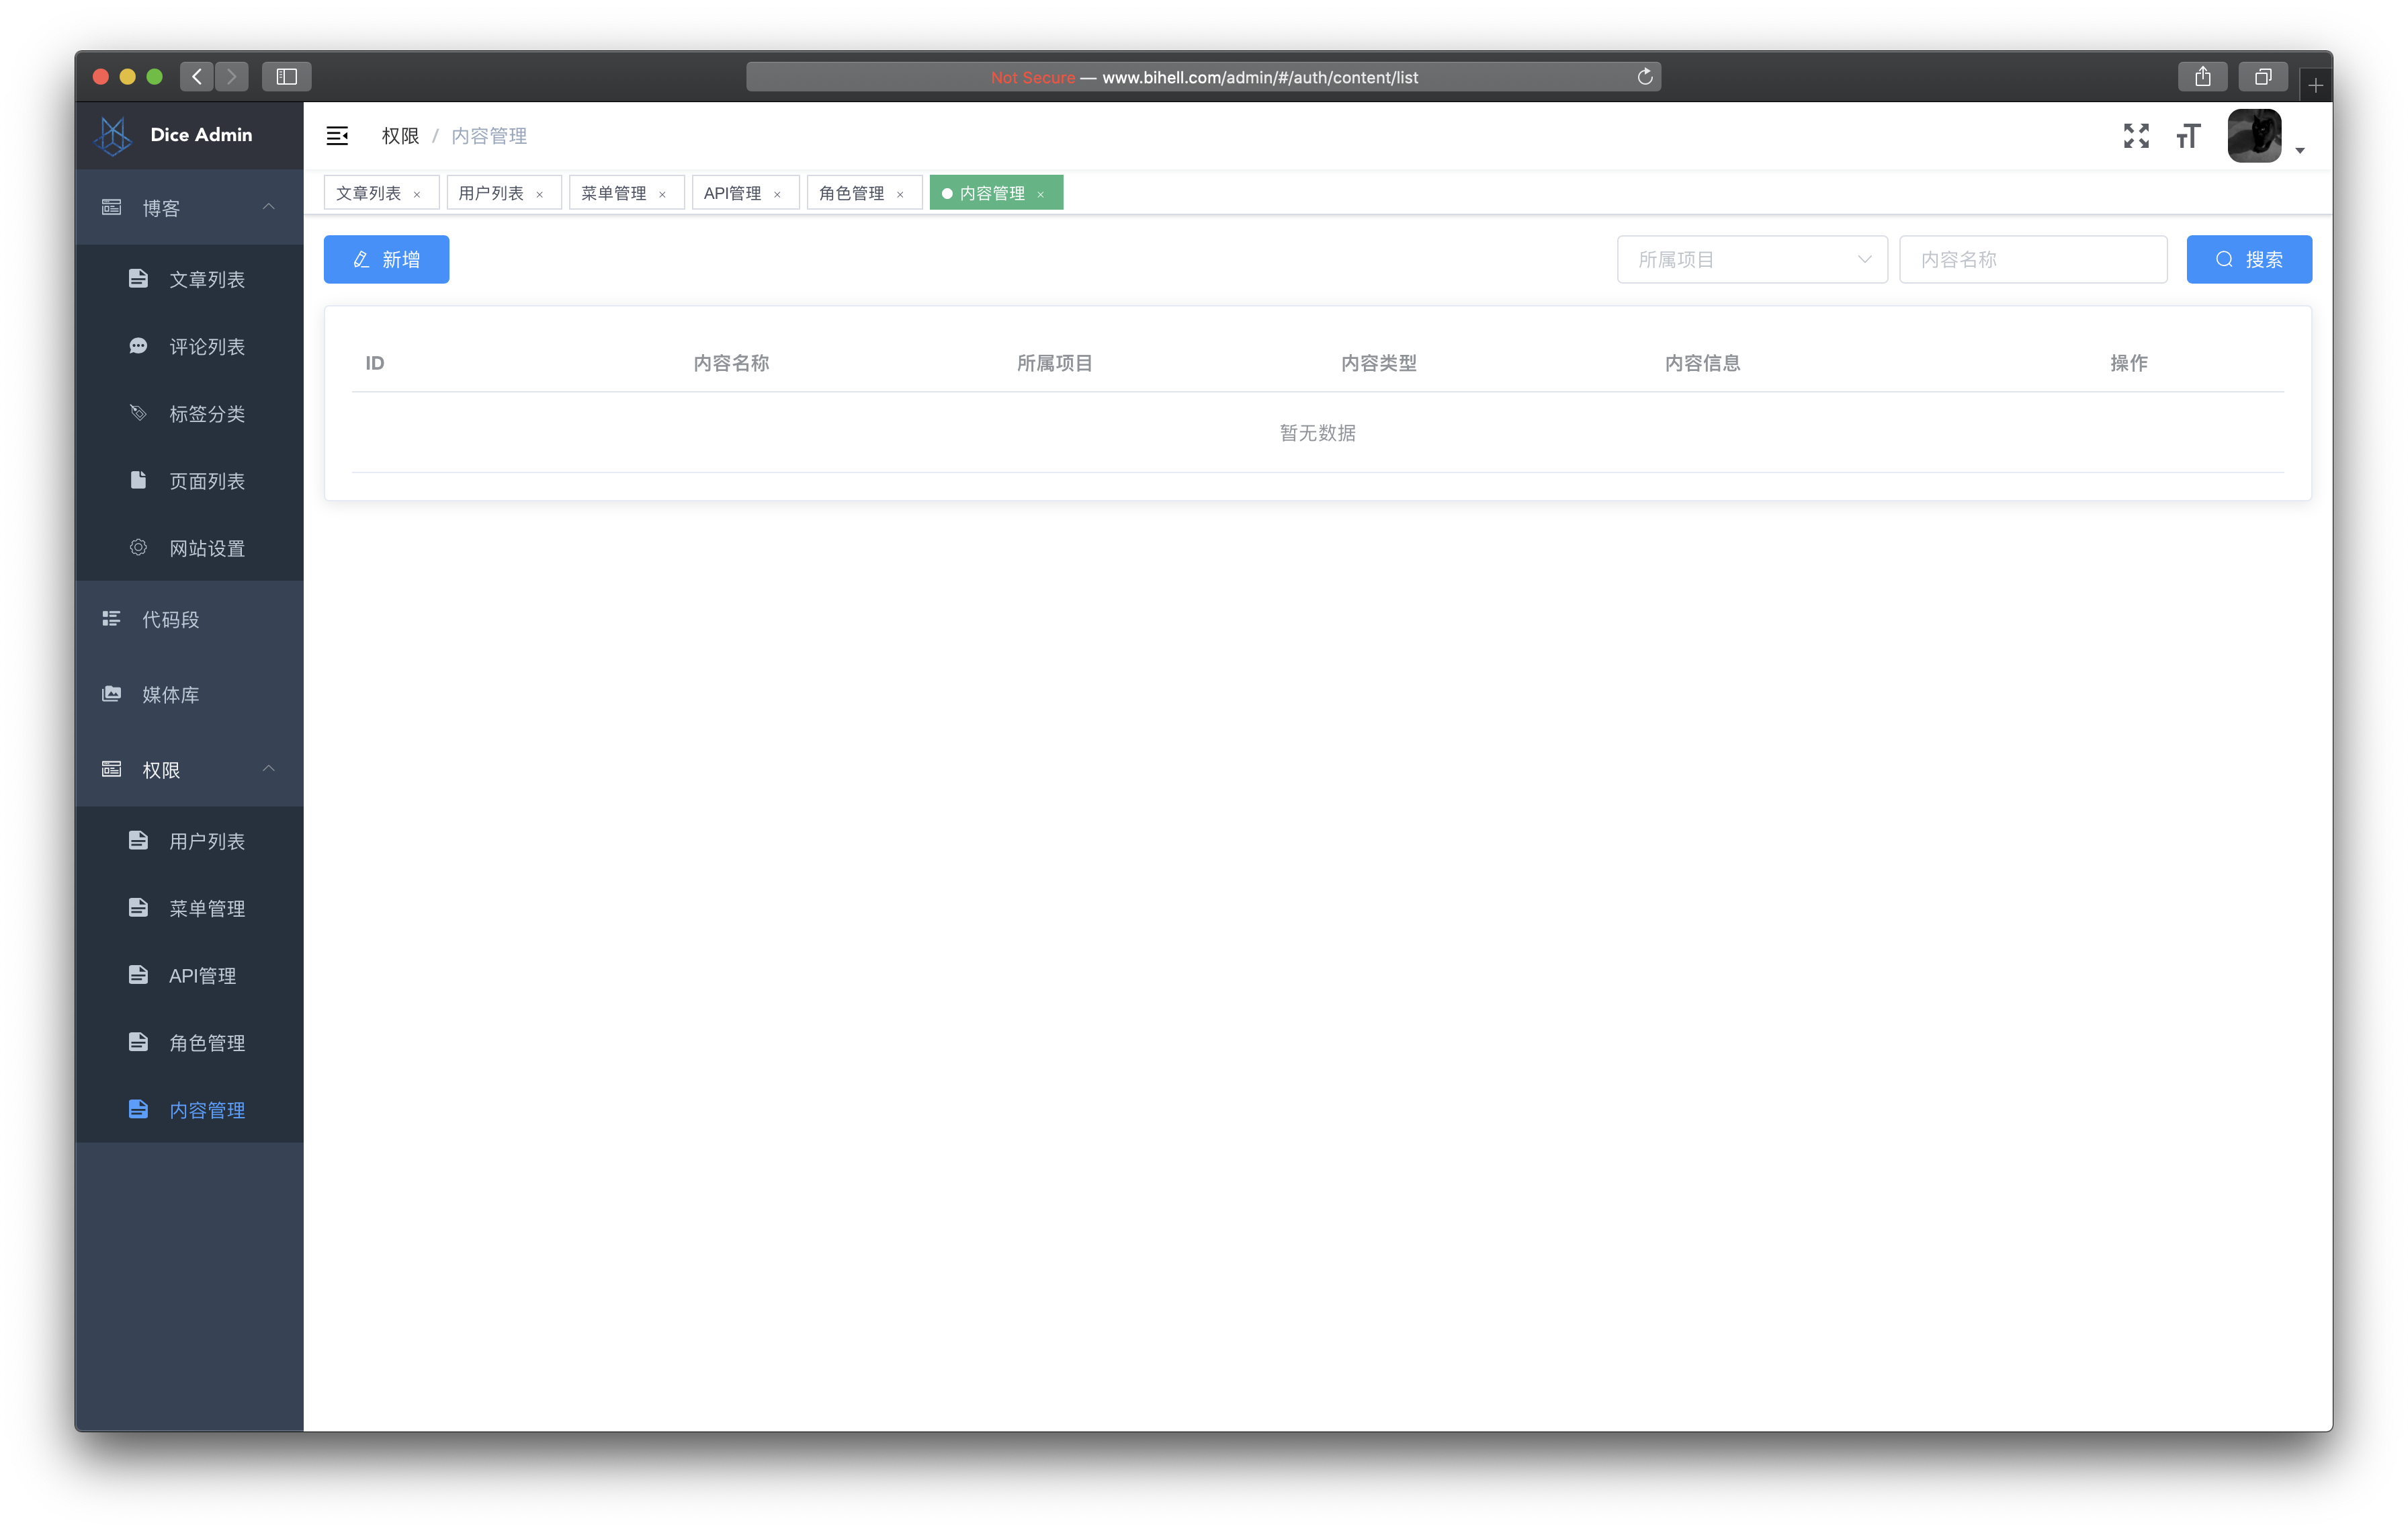 Not Secure — www.bihell.com/admin/#/auth/content/list
Dice Admin
权限 / 内容管理
文章列表 × 用户列表 × 菜单管理 × API管理 × 角色管理 × 内容管理 ×
新增 所属项目 内容名称 搜索
ID 内容名称 所属项目 内容类型 内容信息 操作
暂无数据
博客
文章列表
评论列表
标签分类
页面列表
网站设置
代码段
媒体库
权限
用户列表
菜单管理
API管理
角色管理
内容管理